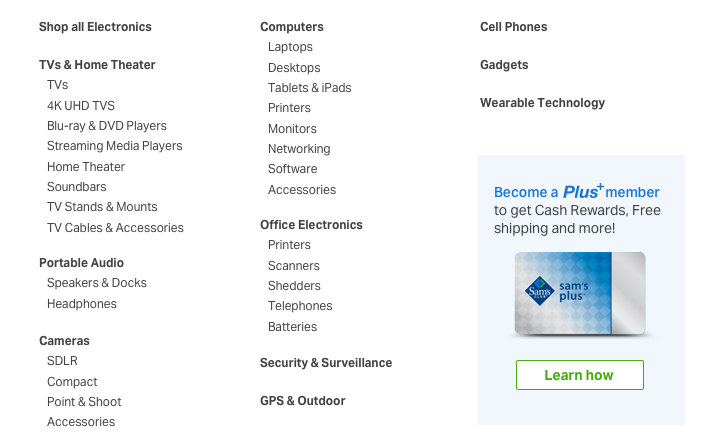 Shop all Electronics
TVs & Home Theater
TVs
4K UHD TVS
Blu-ray & DVD Players
Streaming Media Players
Home Theater
Soundbars
TV Stands & Mounts
TV Cables & Accessories
Portable Audio
Speakers & Docks
Headphones
Cameras
SDLR
Compact
Point & Shoot
Accessories
Computers
Laptops
Desktops
Tablets & iPads
Printers
Monitors
Networking
Software
Accessories
Office Electronics
Printers
Scanners
Shedders
Telephones
Batteries
Security & Surveillance
GPS & Outdoor
Cell Phones
Gadgets
Wearable Technology
Become a Plus+ member
to get Cash Rewards, Free
shipping and more!
Sam's
CLUB
sam's
plus™
Learn how